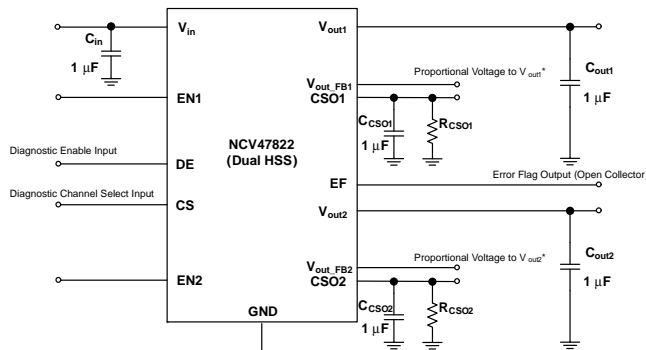 Vin
Vout1
Cin
1 µF
Cout1
1 µF
Proportional Voltage to Vout1*
Vout_FB1
EN1
CSO1
CCSO1
1 µF
RCSO1
NCV47822
(Dual HSS)
Diagnostic Enable Input
DE
EF
Error Flag Output (Open Collector)
Diagnostic Channel Select Input
CS
Vout2
Cout2
1 µF
Proportional Voltage to Vout2*
Vout_FB2
EN2
CSO2
CCSO2
1 µF
RCSO2
GND